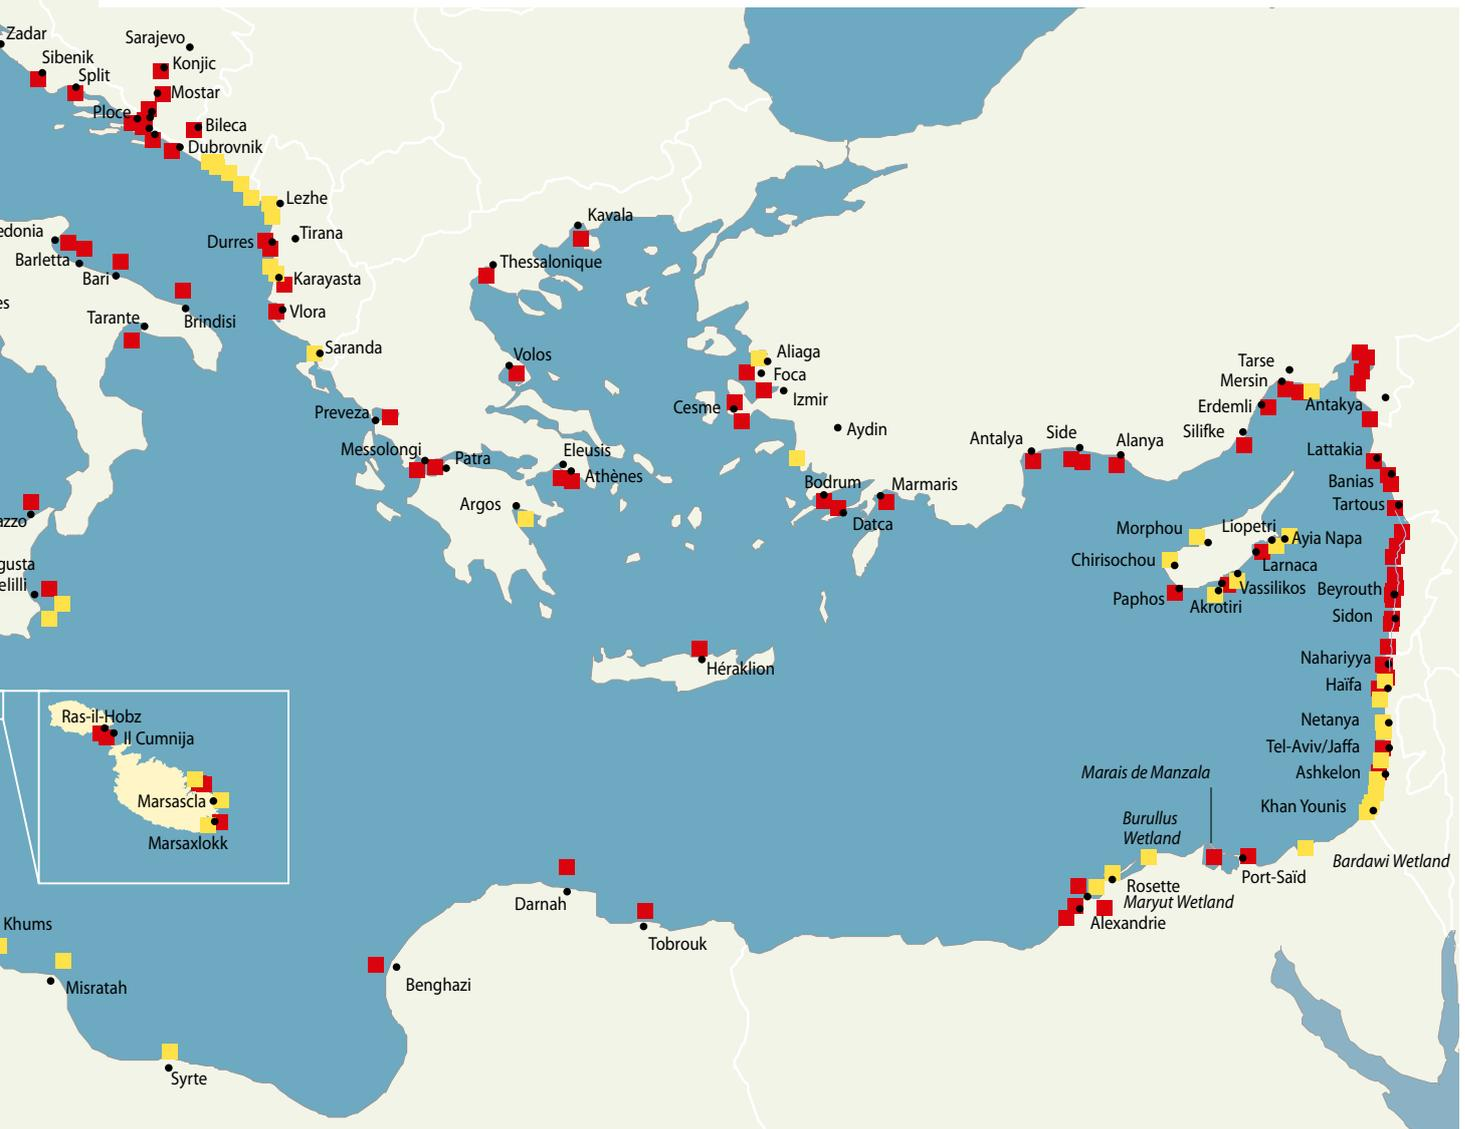 Zadar
Sarajevo
Sibenik
Konjic
Split
Mostar
Ploce
Bileca
Dubrovnik
Lezhe
Kavala
edonia
Tirana
Durres
Barletta
Thessalonique
Bari
Karayasta
es
Vlora
Tarante
Brindisi
Saranda
Volos
Aliaga
Tarse
Foca
Mersin
Izmir
Cesme
Erdemli
Antakya
Preveza
Aydin
Side
Silifke
Antalya
Alanya
Messolongi
Eleusis
Lattakia
Patra
Athènes
Banias
Bodrum
Marmaris
Argos
Tartous
azzo
Datca
Morphou
Liopetri
Ayia Napa
Chirisochou
Larnaca
gusta
elilli
Vassilikos
Beyrouth
Paphos
Akrotiri
Sidon
Nahariyya
Héraklion
Haïfa
Ras-il-Hobz
Netanya
Il Cumnija
Tel-Aviv/Jaffa
Marais de Manzala
Ashkelon
Marsascla
Khan Younis
Burullus
Wetland
Marsaxlokk
Bardawi Wetland
Port-Saïd
Rosette
Darnah
Maryut Wetland
Khums
Alexandrie
Tobrouk
Misratah
Benghazi
Syrte